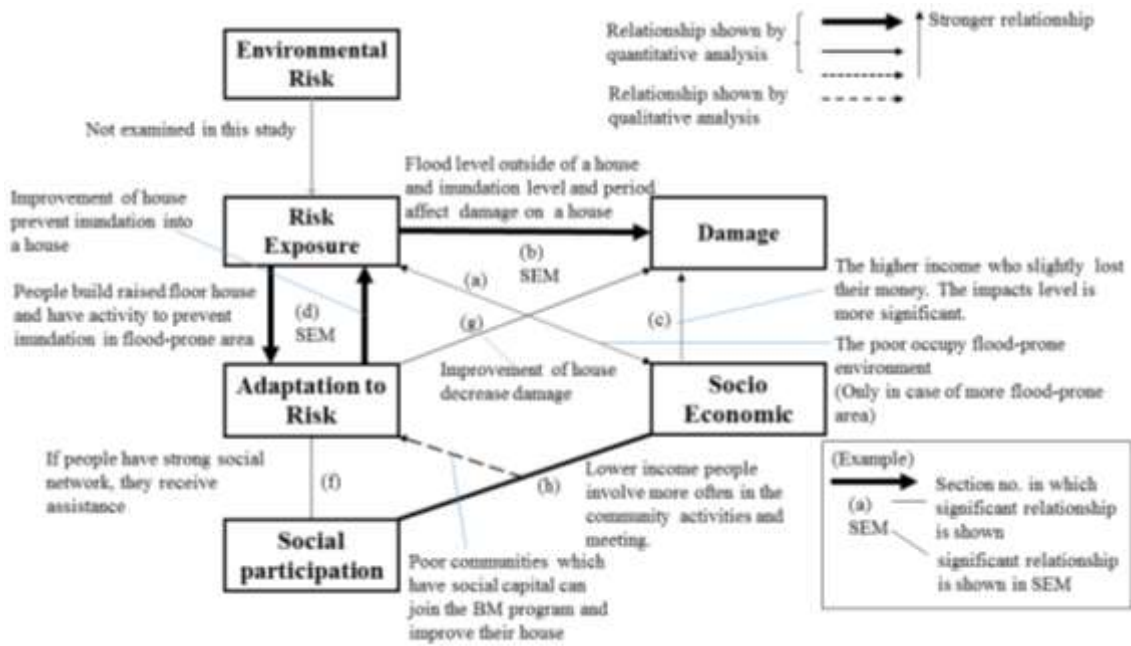 Stronger relationship
Relationship shown by
quantitative analysis
Relationship shown by
qualitative analysis
Environmental
Risk
Not examined in this study
Flood level outside of a house
and inundation level and period
affect damage on a house
Improvement of house
prevent inundation into
a house
Risk
Exposure
Damage
(b)
SEM
(a)
The higher income who slightly lost
their money. The impacts level is
more significant.
People build raised floor house
and have activity to prevent
inundation in flood-prone area
(d)
SEM
(g)
(c)
The poor occupy flood-prone
environment
(Only in case of more flood-prone
area)
Improvement of house
decrease damage
Adaptation to
Risk
Socio
Economic
If people have strong social
network, they receive
assistance
(f)
(h)
Lower income people
involve more often in the
community activities and
meeting.
Social
participation
Poor communities which
have social capital can
join the BM program and
improve their house
(Example)
(a)
SEM
Section no. in which
significant relationship
is shown
significant relationship
is shown in SEM